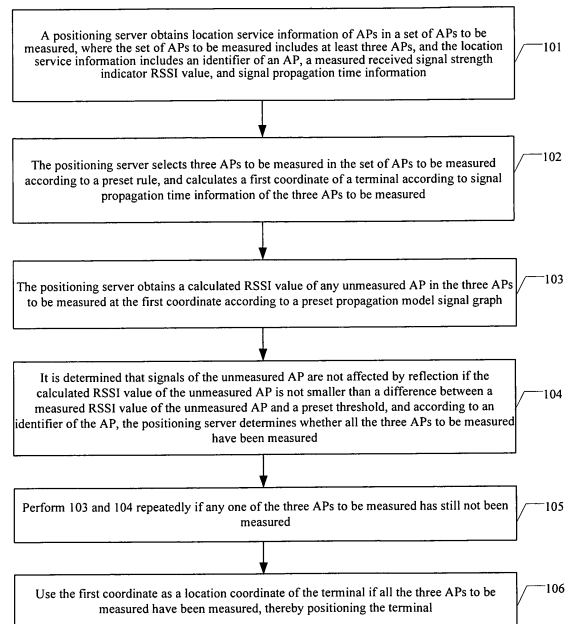 A positioning server obtains location service information of APs in a set of APs to be
measured, where the set of APs to be measured includes at least three APs, and the location
service information includes an identifier of an AP, a measured received signal strength
indicator RSSI value, and signal propagation time information
101
The positioning server selects three APs to be measured in the set of APs to be measured
according to a preset rule, and calculates a first coordinate of a terminal according to signal
propagation time information of the three APs to be measured
102
The positioning server obtains a calculated RSSI value of any unmeasured AP in the three APs
to be measured at the first coordinate according to a preset propagation model signal graph
103
It is determined that signals of the unmeasured AP are not affected by reflection if the
calculated RSSI value of the unmeasured AP is not smaller than a difference between a
measured RSSI value of the unmeasured AP and a preset threshold, and according to an
identifier of the AP, the positioning server determines whether all the three APs to be measured
have been measured
104
Perform 103 and 104 repeatedly if any one of the three APs to be measured has still not been
measured
105
Use the first coordinate as a location coordinate of the terminal if all the three APs to be
measured have been measured, thereby positioning the terminal
106